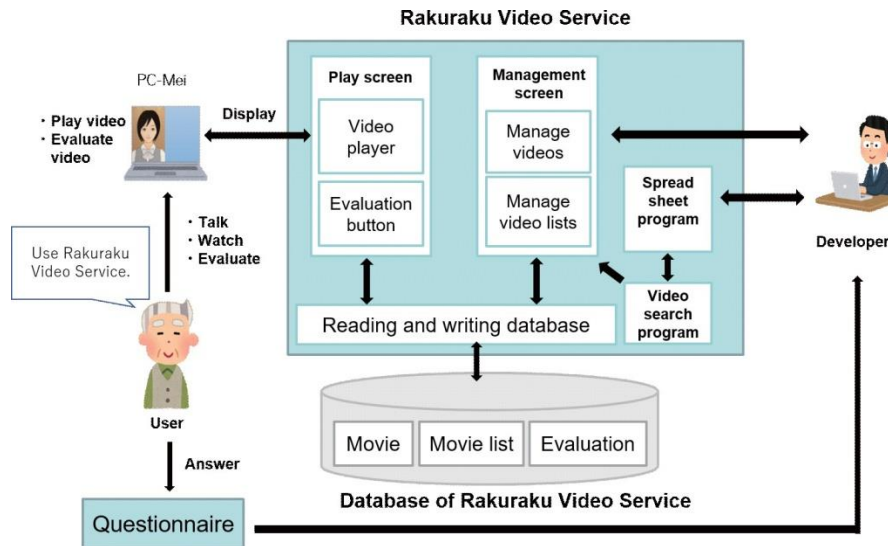 Rakuraku Video Service
PC-Mei
• Play video
• Evaluate
video
Display
Play screen
Video
player
Evaluation
button
Management
screen
Manage
videos
Manage
video lists
Spread
sheet
program
Video
search
program
Developer
• Talk
• Watch
• Evaluate
Use Rakuraku
Video Service.
Reading and writing database
User
Answer
Movie
Movie list
Evaluation
Database of Rakuraku Video Service
Questionnaire